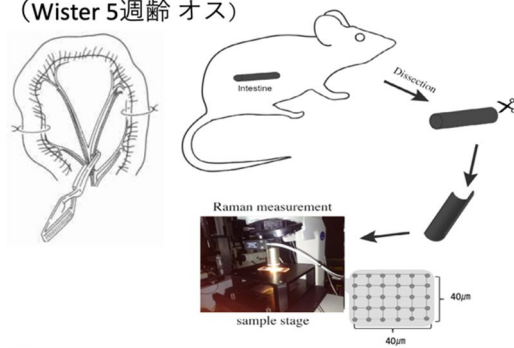 （Wister 5週齢 オス）
Intestine
Dissection
Raman measurement
sample stage
40μm
40μm